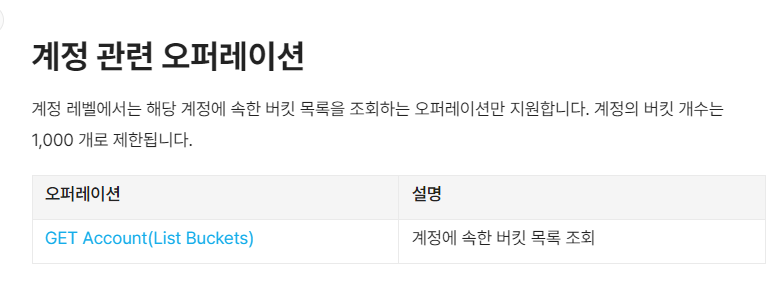 계정 관련 오퍼레이션
계정 레벨에서는 해당 계정에 속한 버킷 목록을 조회하는 오퍼레이션만 지원합니다. 계정의 버킷 개수는
1,000 개로 제한됩니다.
오퍼레이션 설명
GET Account(List Buckets) 계정에 속한 버킷 목록 조회